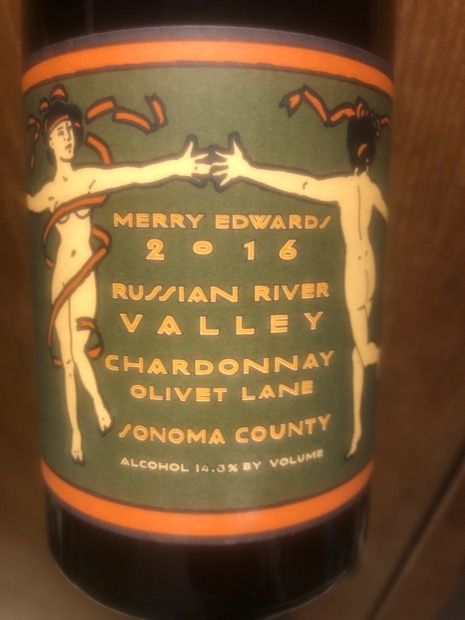 MERRY EDWARDS
2016
RUSSIAN RIVER
VALLEY
CHARDONNAY
OLIVET LANE
SONOMA COUNTY
ALCOHOL 14.3% BY VOLUME